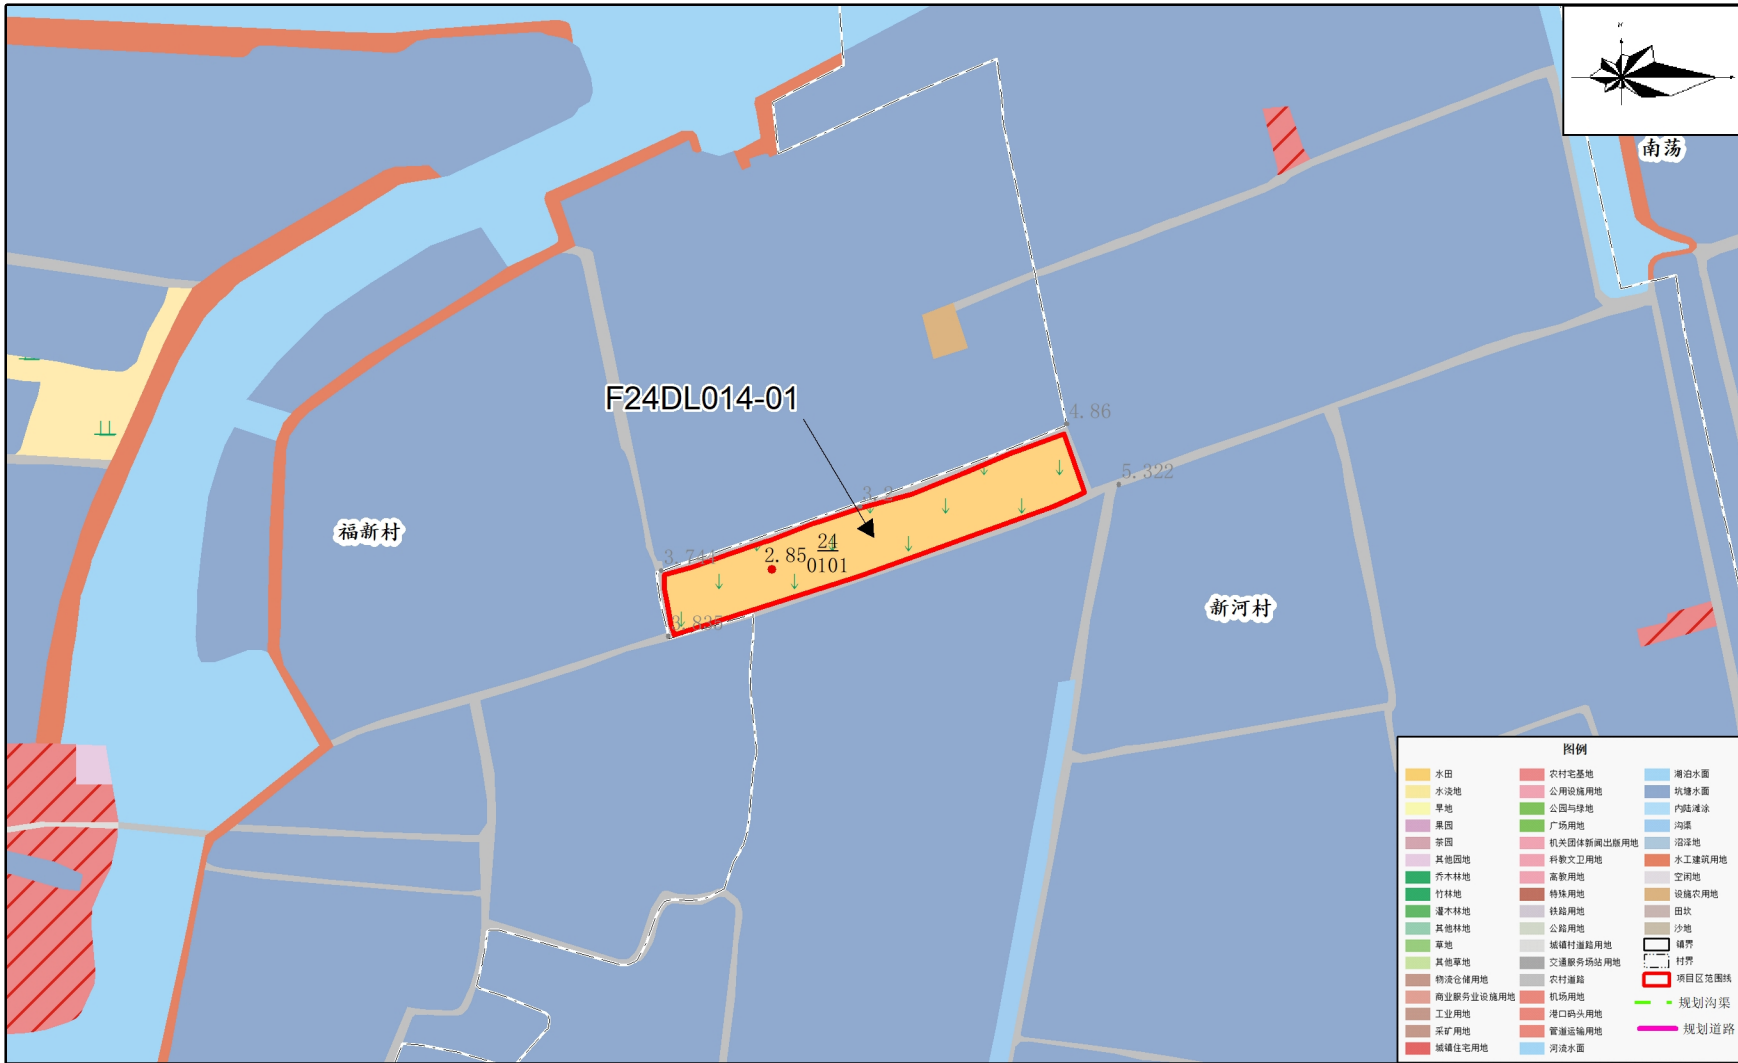 N
南荡
F24DL014-01
4.86
5.322
3.2
福新村
3.744
2.85
24
0101
3.835
新河村
图例
水田
水浇地
旱地
果园
茶园
其他园地
乔木林地
竹林地
灌木林地
其他林地
草地
其他草地
物流仓储用地
商业服务业设施用地
工业用地
采矿用地
城镇住宅用地
农村宅基地
公用设施用地
公园与绿地
广场用地
机关团体新闻出版用地
科教文卫用地
高教用地
特殊用地
铁路用地
公路用地
城镇村道路用地
交通服务场站用地
农村道路
机场用地
港口码头用地
管道运输用地
河流水面
湖泊水面
坑塘水面
内陆滩涂
沟渠
沼泽地
水工建筑用地
空闲地
设施农用地
田坎
沙地
镇界
村界
项目区范围线
规划沟渠
规划道路